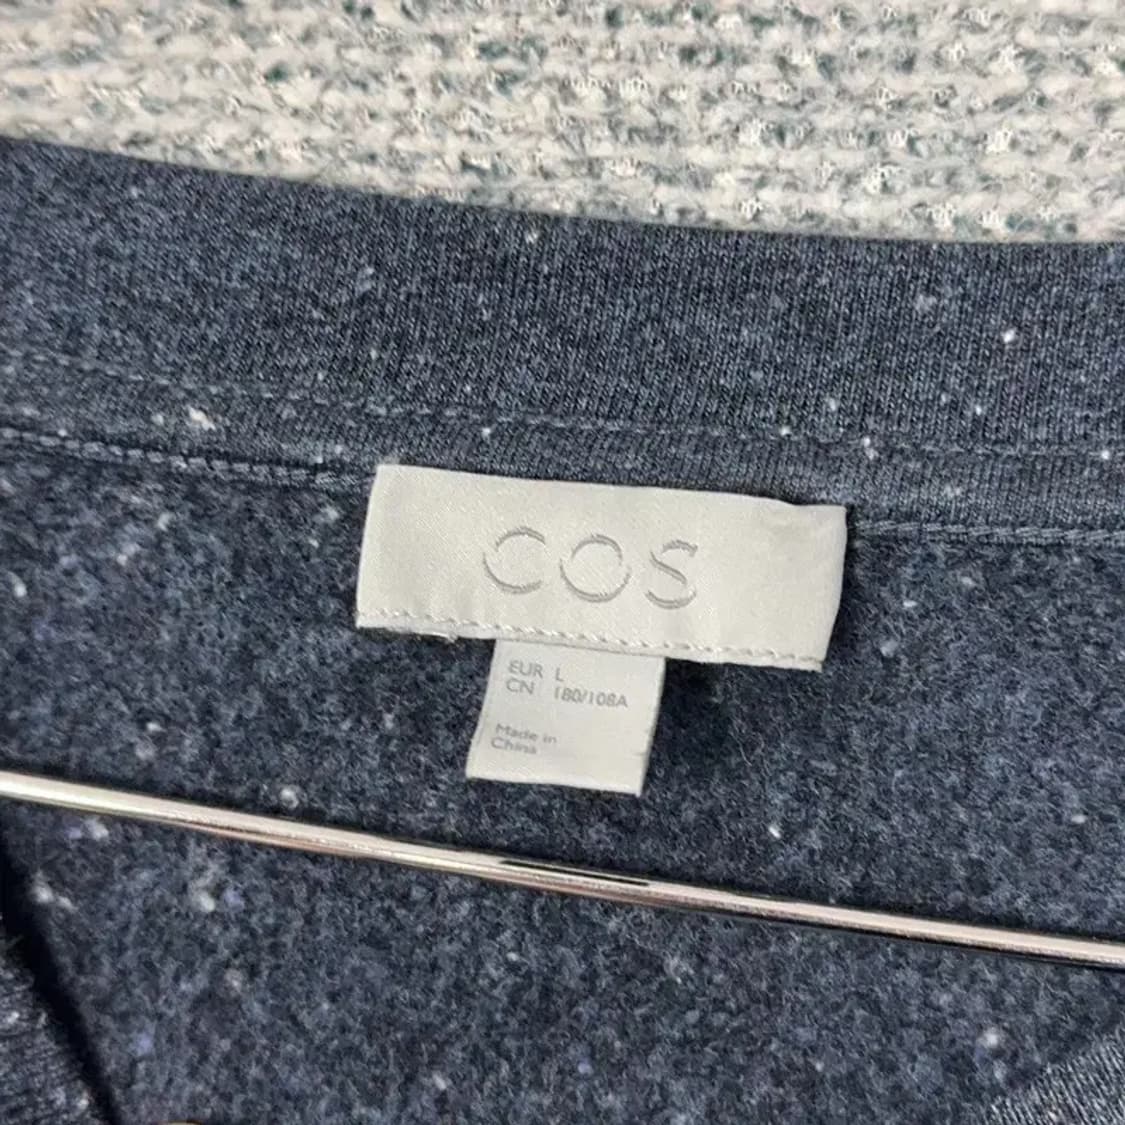 COS
EUR L
CN 180/108A
Made in
China